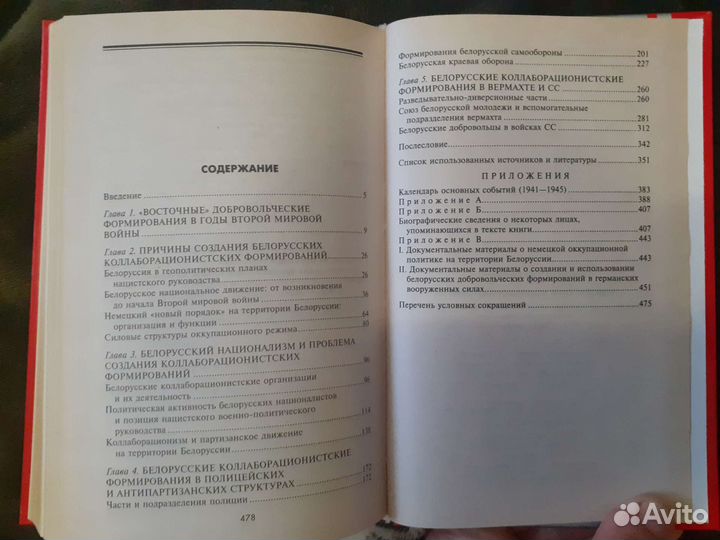 СОДЕРЖАНИЕ
Введение 5
Глава 1. «ВОСТОЧНЫЕ» ДОБРОВОЛЬЧЕСКИЕ
ФОРМИРОВАНИЯ В ГОДЫ ВТОРОЙ МИРОВОЙ
ВОЙНЫ 9
Глава 2. ПРИЧИНЫ СОЗДАНИЯ БЕЛОРУССКИХ
КОЛЛАБОРАЦИОНИСТСКИХ ФОРМИРОВАНИЙ 26
Белоруссия в геополитических планах
нацистского руководства 26
Белорусское национальное движение: от возникновения
до начала Второй мировой войны 36
Немецкий «новый порядок» на территории Белоруссии:
организация и функции 64
Силовые структуры оккупационного режима 80
Глава 3. БЕЛОРУССКИЙ НАЦИОНАЛИЗМ И ПРОБЛЕМА
СОЗДАНИЯ КОЛЛАБОРАЦИОНИСТСКИХ
ФОРМИРОВАНИЙ 96
Белорусские коллаборационистские организации
и их деятельность 96
Политическая активность белорусских националистов
и позиция нацистского военно-политического
руководства 114
Коллаборационизм и партизанское движение
на территории Белоруссии 138
Глава 4. БЕЛОРУССКИЕ КОЛЛАБОРАЦИОНИСТСКИЕ
ФОРМИРОВАНИЯ В ПОЛИЦЕЙСКИХ
И АНТИПАРТИЗАНСКИХ СТРУКТУРАХ 172
Части и подразделения полиции 172
478
Формирования белорусской самообороны 201
Белорусская краевая оборона 227
Глава 5. БЕЛОРУССКИЕ КОЛЛАБОРАЦИОНИСТСКИЕ
ФОРМИРОВАНИЯ В ВЕРМАХТЕ И СС 260
Разведывательно-диверсионные части 260
Союз белорусской молодежи и вспомогательные
подразделения вермахта 281
Белорусские добровольцы в войсках СС 312
Послесловие 342
Список использованных источников и литературы 351
ПРИЛОЖЕНИЯ
Календарь основных событий (1941—1945) 383
Приложение А 388
Приложение Б 407
Биографические сведения о некоторых лицах,
упоминающихся в тексте книги 407
Приложение В 443
I. Документальные материалы о немецкой оккупационной
политике на территории Белоруссии 443
II. Документальные материалы о создании и использовании
белорусских добровольческих формирований в германских
вооруженных силах 451
Перечень условных сокращений 475
Avito